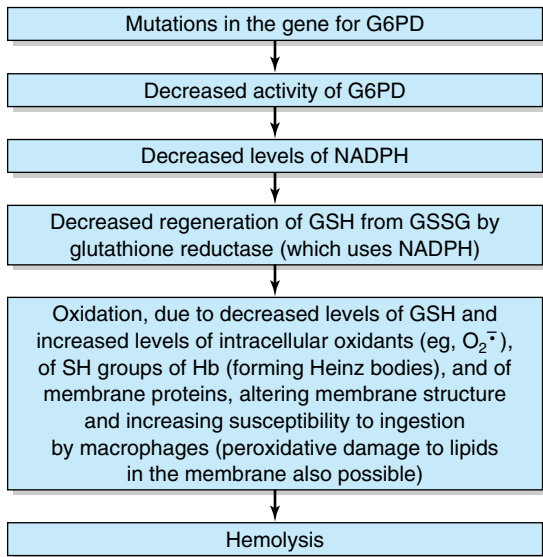 Mutations in the gene for G6PD
Decreased activity of G6PD
Decreased levels of NADPH
Decreased regeneration of GSH from GSSG by
glutathione reductase (which uses NADPH)
Oxidation, due to decreased levels of GSH and
increased levels of intracellular oxidants (eg, O₂⁻•),
of SH groups of Hb (forming Heinz bodies), and of
membrane proteins, altering membrane structure
and increasing susceptibility to ingestion
by macrophages (peroxidative damage to lipids
in the membrane also possible)
Hemolysis